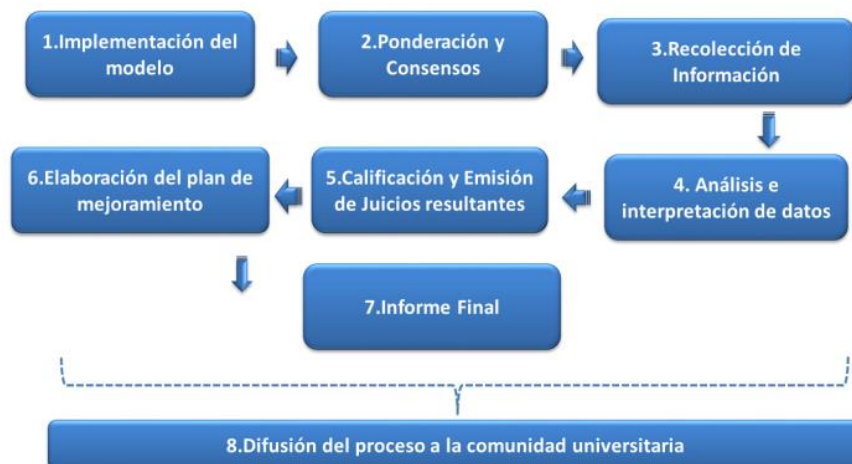 1.Implementación del
modelo
2.Ponderación y
Consensos
3.Recolección de
Información
4. Análisis e
interpretación de datos
5.Calificación y Emisión
de Juicios resultantes
6.Elaboración del plan de
mejoramiento
7.Informe Final
8.Difusión del proceso a la comunidad universitaria